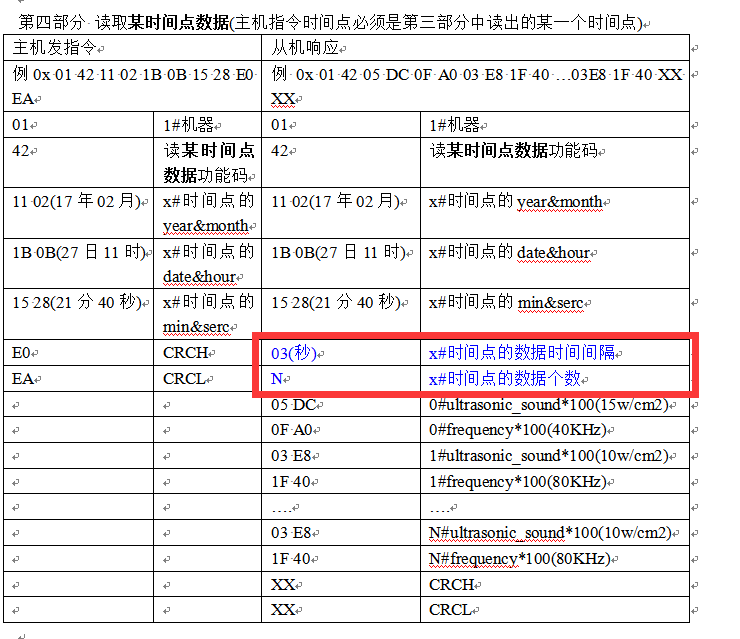 第四部分 读取某时间点数据(主机指令时间点必须是第三部分中读出的某一个时间点)
主机发指令 从机响应
例 0x 01 42 11 02 1B 0B 15 28 E0 EA 例 0x 01 42 05 DC 0F A0 03 E8 1F 40 …03E8 1F 40 XX XX
01 1#机器 01 1#机器
42 读某时间点数据功能码 42 读某时间点数据功能码
11 02(17 年 02 月) x#时间点的 year&month 11 02(17 年 02 月) x#时间点的 year&month
1B 0B(27 日 11 时) x#时间点的 date&hour 1B 0B(27 日 11 时) x#时间点的 date&hour
15 28(21 分 40 秒) x#时间点的 min&serc 15 28(21 分 40 秒) x#时间点的 min&serc
E0 CRCH 03(秒) x#时间点的数据时间间隔
EA CRCL N x#时间点的数据个数
05 DC 0#ultrasonic_sound*100(15w/cm2)
0F A0 0#frequency*100(40KHz)
03 E8 1#ultrasonic_sound*100(10w/cm2)
1F 40 1#frequency*100(80KHz)
…. ….
03 E8 N#ultrasonic_sound*100(10w/cm2)
1F 40 N#frequency*100(80KHz)
XX CRCH
XX CRCL